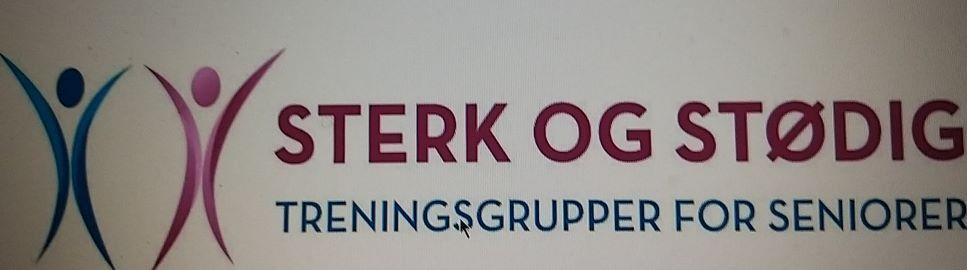 STERK OG STØDIG
TRENINGSGRUPPER FOR SENIORER